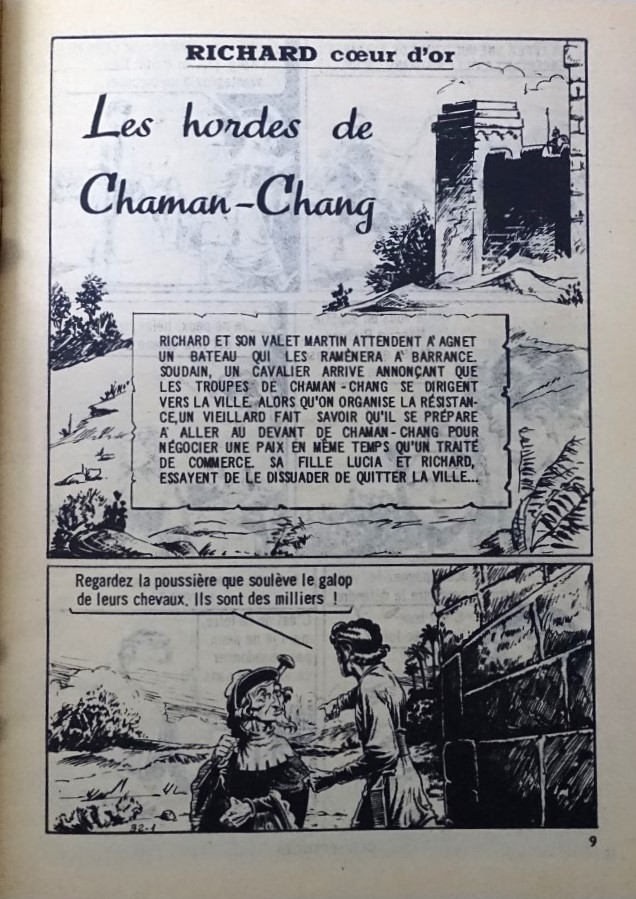 RICHARD cœur d'or
Les hordes de
Chaman-Chang
RICHARD ET SON VALET MARTIN ATTENDENT A' AGNET
UN BATEAU QUI LES RAMÈNERA A' BARRANCE.
SOUDAIN, UN CAVALIER ARRIVE ANNONÇANT QUE
LES TROUPES DE CHAMAN-CHANG SE DIRIGENT
VERS LA VILLE. ALORS QU'ON ORGANISE LA RÉSISTAN-
CE, UN VIEILLARD FAIT SAVOIR QU'IL SE PRÉPARE
A' ALLER AU DEVANT DE CHAMAN-CHANG POUR
NÉGOCIER UNE PAIX EN MÊME TEMPS QU'UN TRAITÉ
DE COMMERCE. SA FILLE LUCIA ET RICHARD,
ESSAYENT DE LE DISSUADER DE QUITTER LA VILLE...
Regardez la poussière que soulève le galop
de leurs chevaux. Ils sont des milliers !
32-1
9